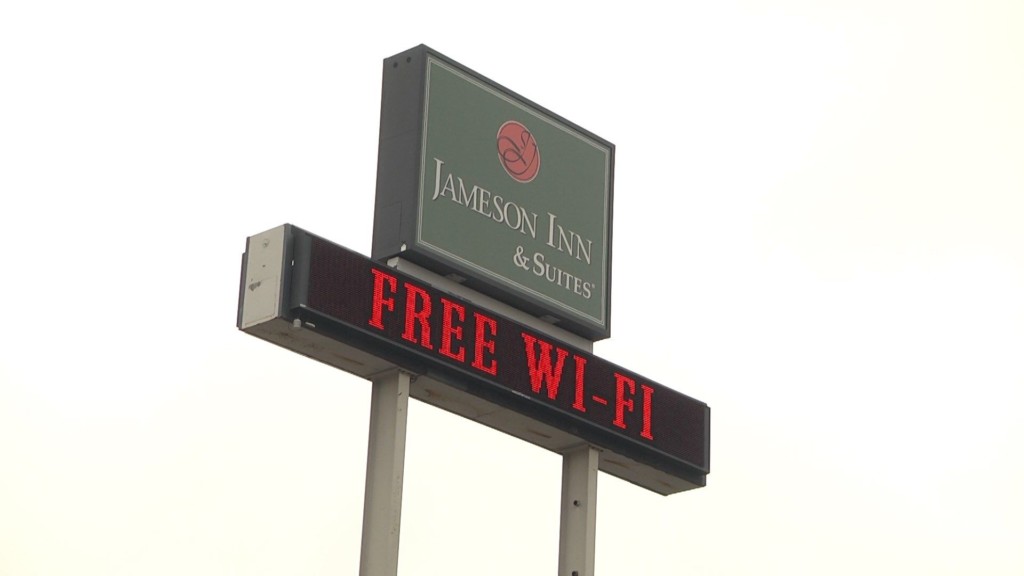 JAMESON INN
& SUITES®
FREE WI-FI